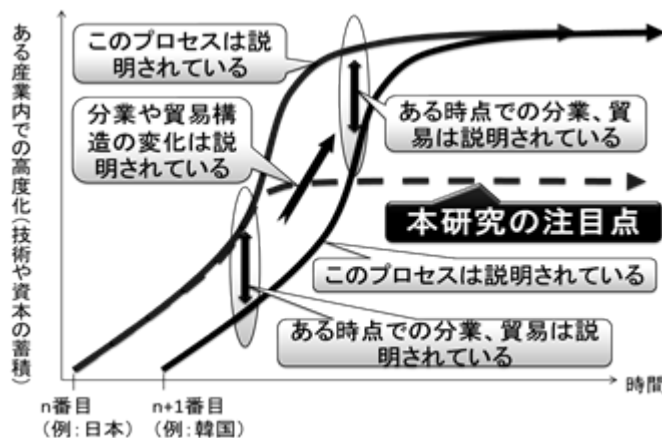 ある産業内での高度化(技術や資本の蓄積)
このプロセスは説
明されている
分業や貿易構
造の変化は説
明されている
ある時点での分業、貿
易は説明されている
本研究の注目点
このプロセスは説明されている
ある時点での分業、貿易は説
明されている
時間
n番目
(例:日本)
n+1番目
(例:韓国)